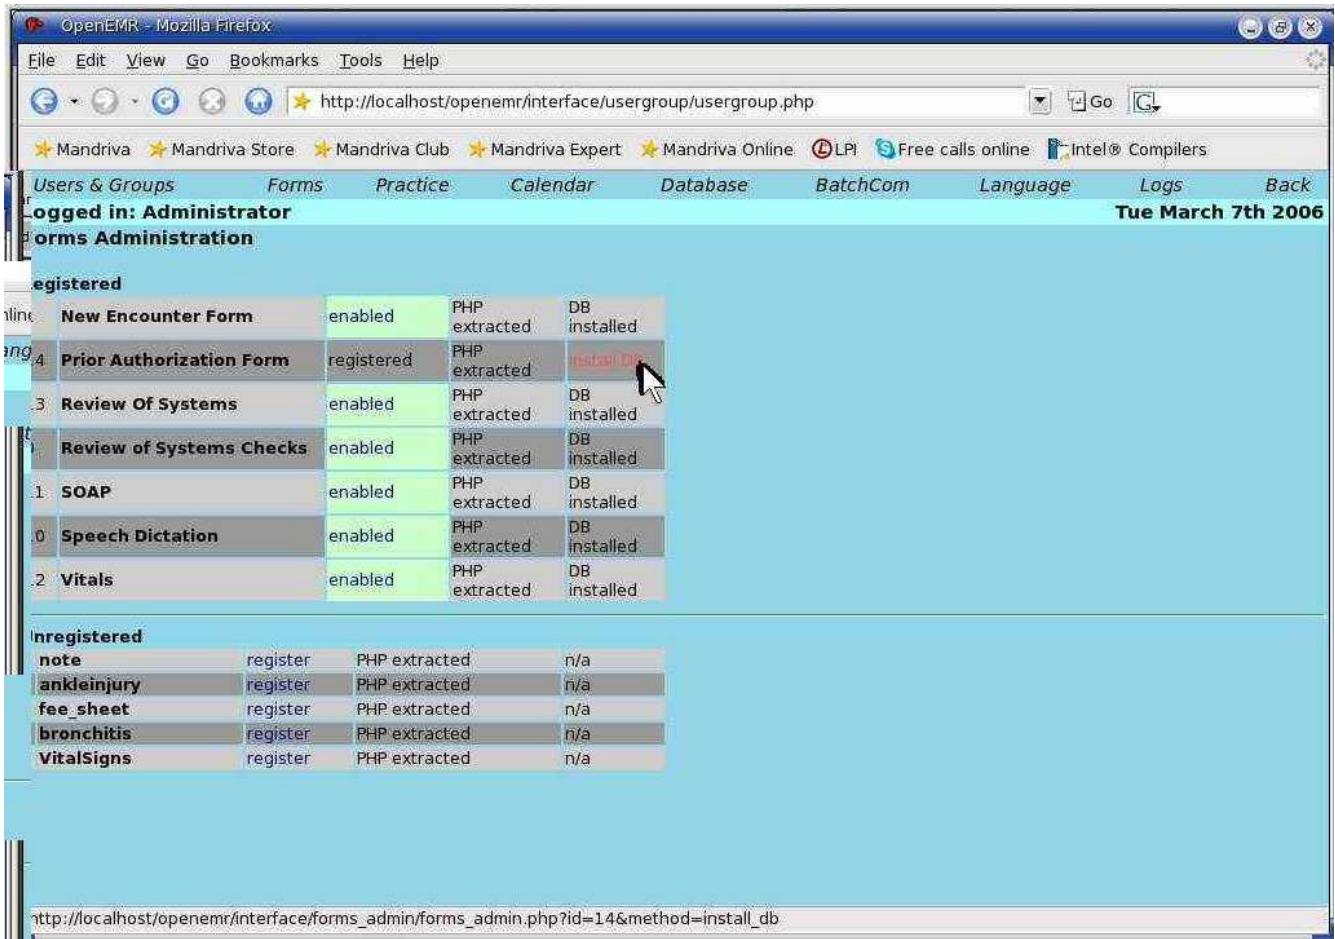 OpenEMR - Mozilla Firefox
File Edit View Go Bookmarks Tools Help
http://localhost/openemr/interface/usergroup/usergroup.php Go
Mandriva Mandriva Store Mandriva Club Mandriva Expert Mandriva Online LPI Free calls online Intel® Compilers
Users & Groups Forms Practice Calendar Database BatchCom Language Logs Back
ogged in: Administrator Tue March 7th 2006
orms Administration
egistered
New Encounter Form enabled PHP extracted DB installed
4 Prior Authorization Form registered PHP extracted install DB
3 Review Of Systems enabled PHP extracted DB installed
Review of Systems Checks enabled PHP extracted DB installed
1 SOAP enabled PHP extracted DB installed
0 Speech Dictation enabled PHP extracted DB installed
2 Vitals enabled PHP extracted DB installed
nregistered
note register PHP extracted n/a
ankleinjury register PHP extracted n/a
fee_sheet register PHP extracted n/a
bronchitis register PHP extracted n/a
VitalSigns register PHP extracted n/a
http://localhost/openemr/interface/forms_admin/forms_admin.php?id=14&method=install_db